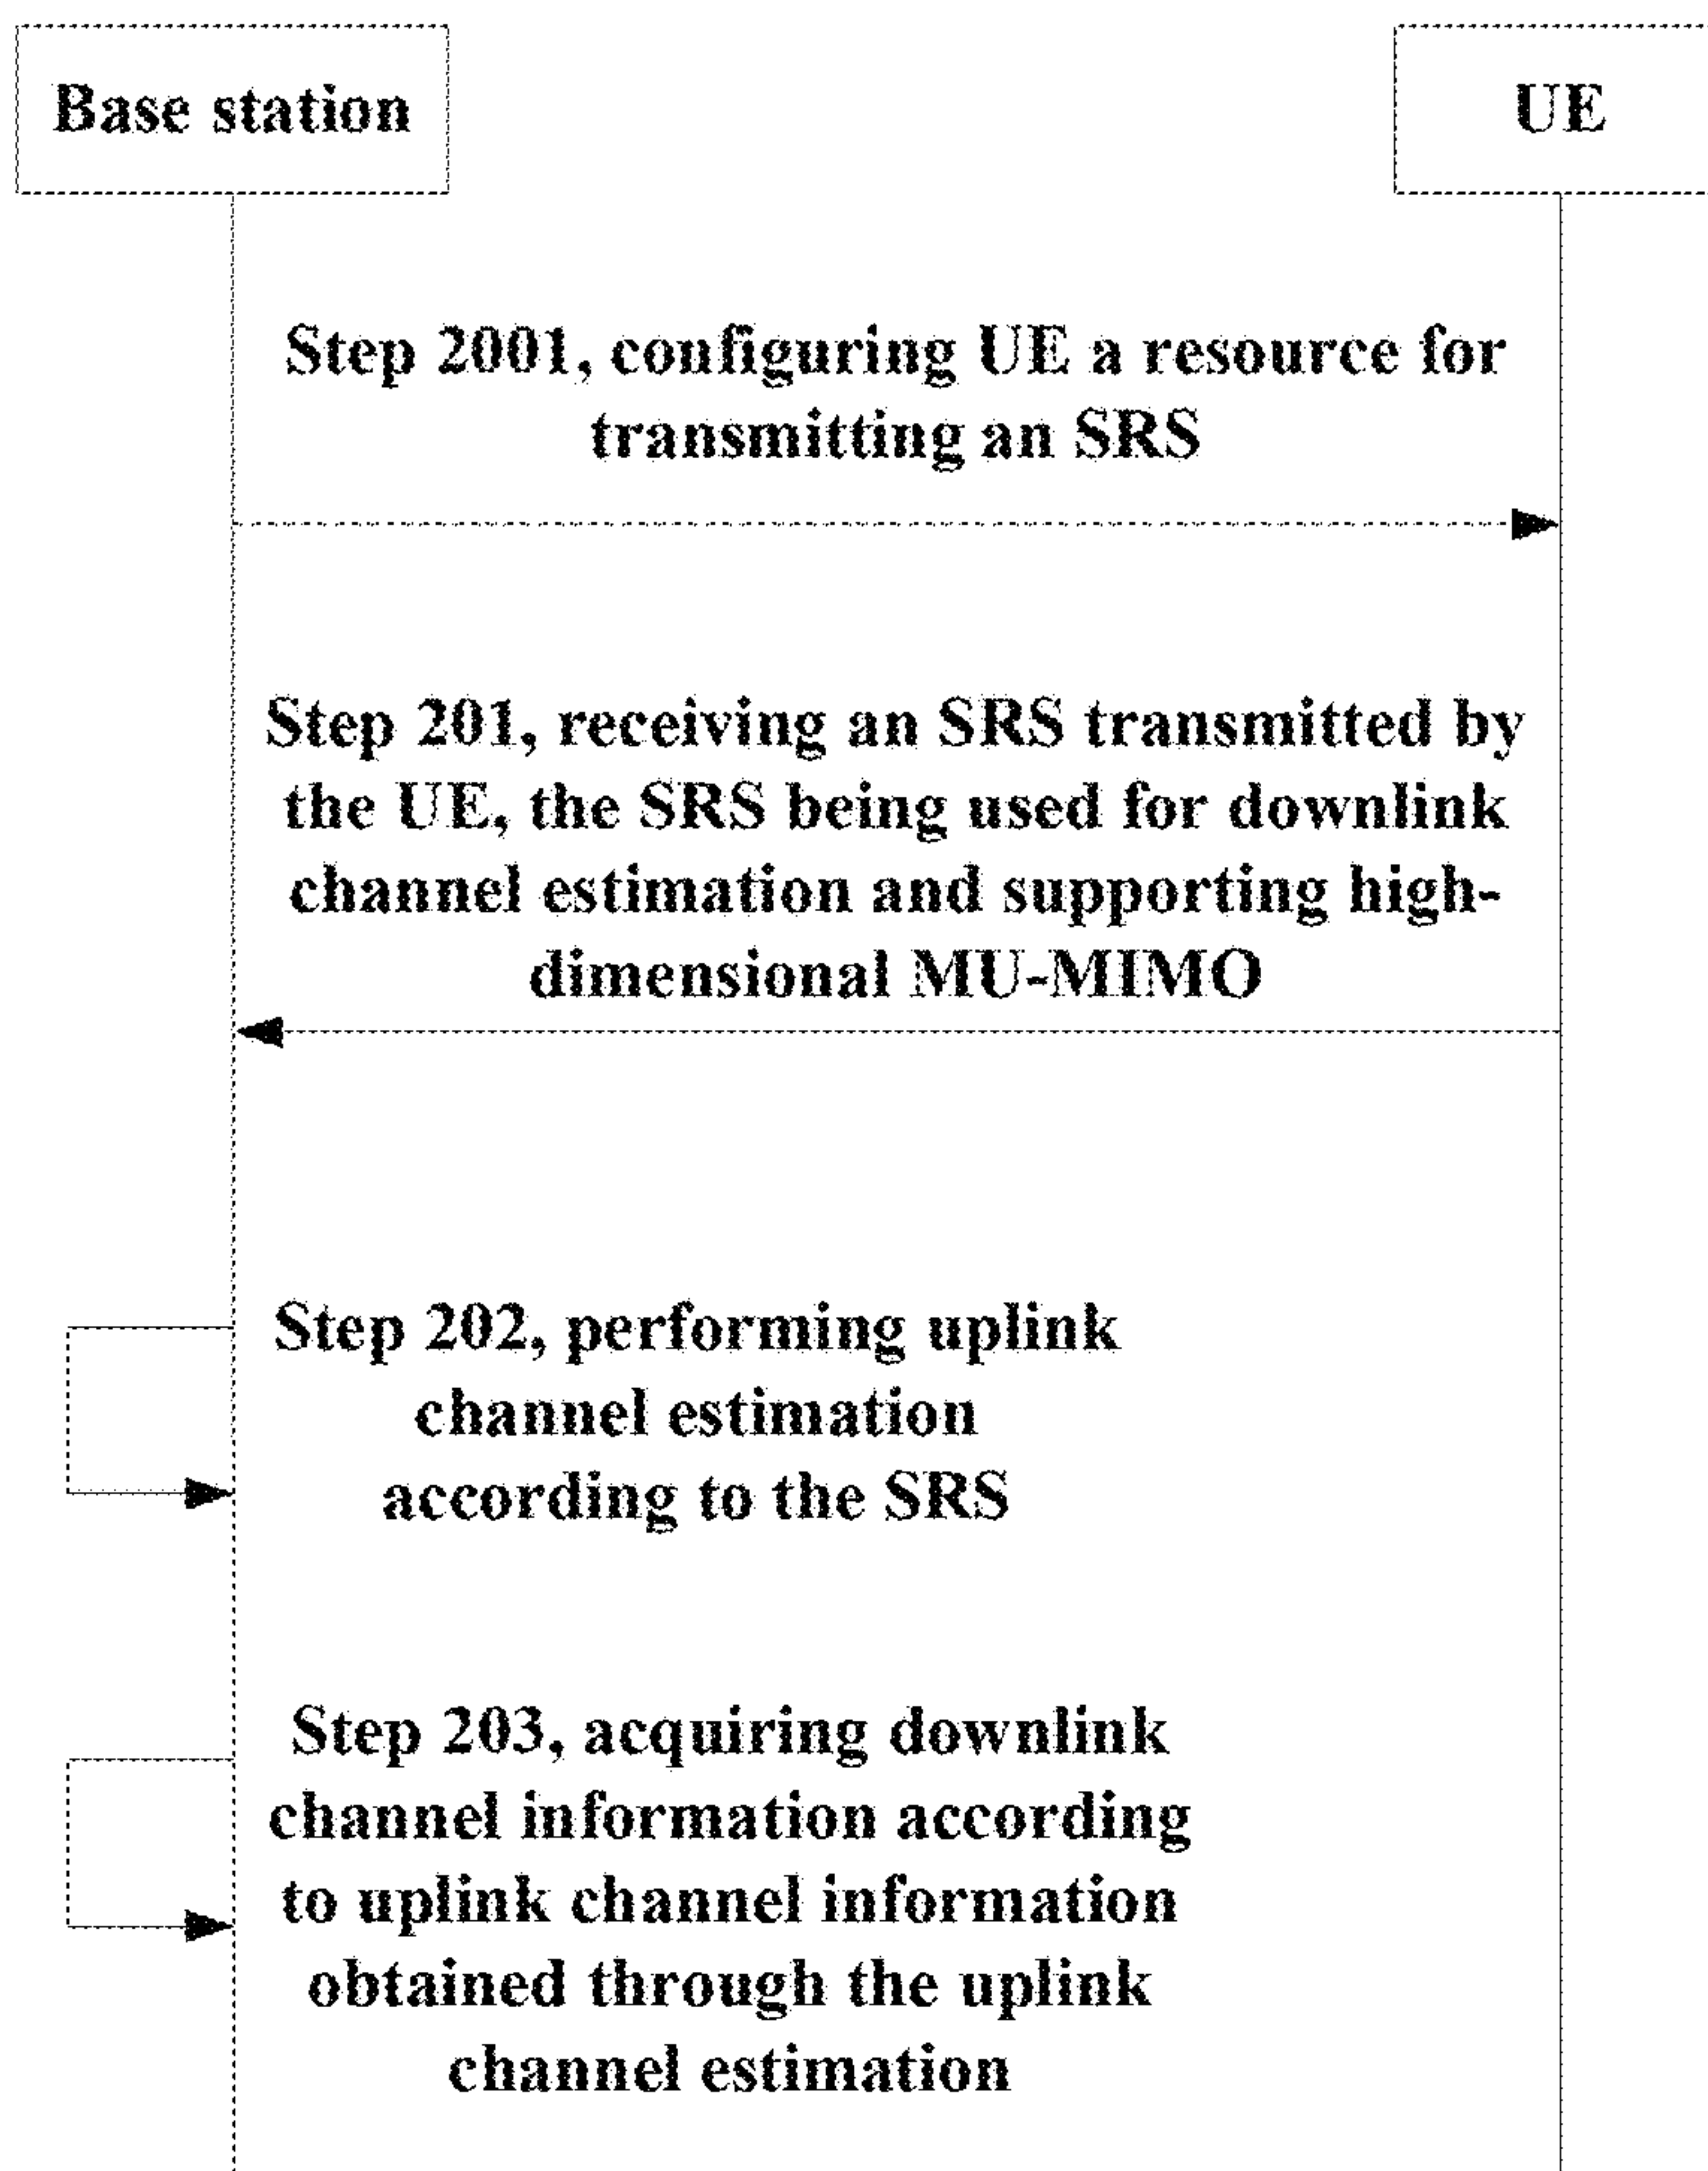 Base station
UE
Step 2001, configuring UE a resource for
transmitting an SRS
Step 201, receiving an SRS transmitted by
the UE, the SRS being used for downlink
channel estimation and supporting high-
dimensional MU-MIMO
Step 202, performing uplink
channel estimation
according to the SRS
Step 203, acquiring downlink
channel information according
to uplink channel information
obtained through the uplink
channel estimation